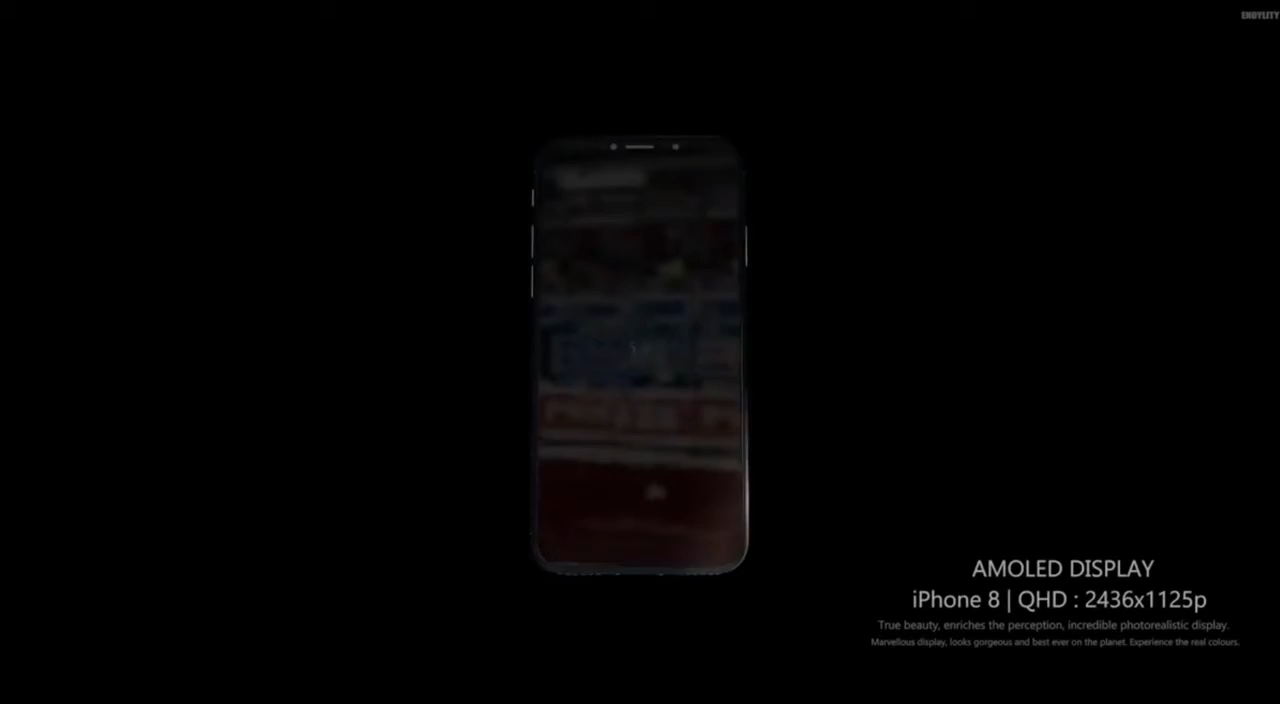 ENDYLITY
AMOLED DISPLAY
iPhone 8 | QHD : 2436x1125p
True beauty, enriches the perception, incredible photorealistic display.
Marvellous display, looks gorgeous and best ever on the planet. Experience the real colours.